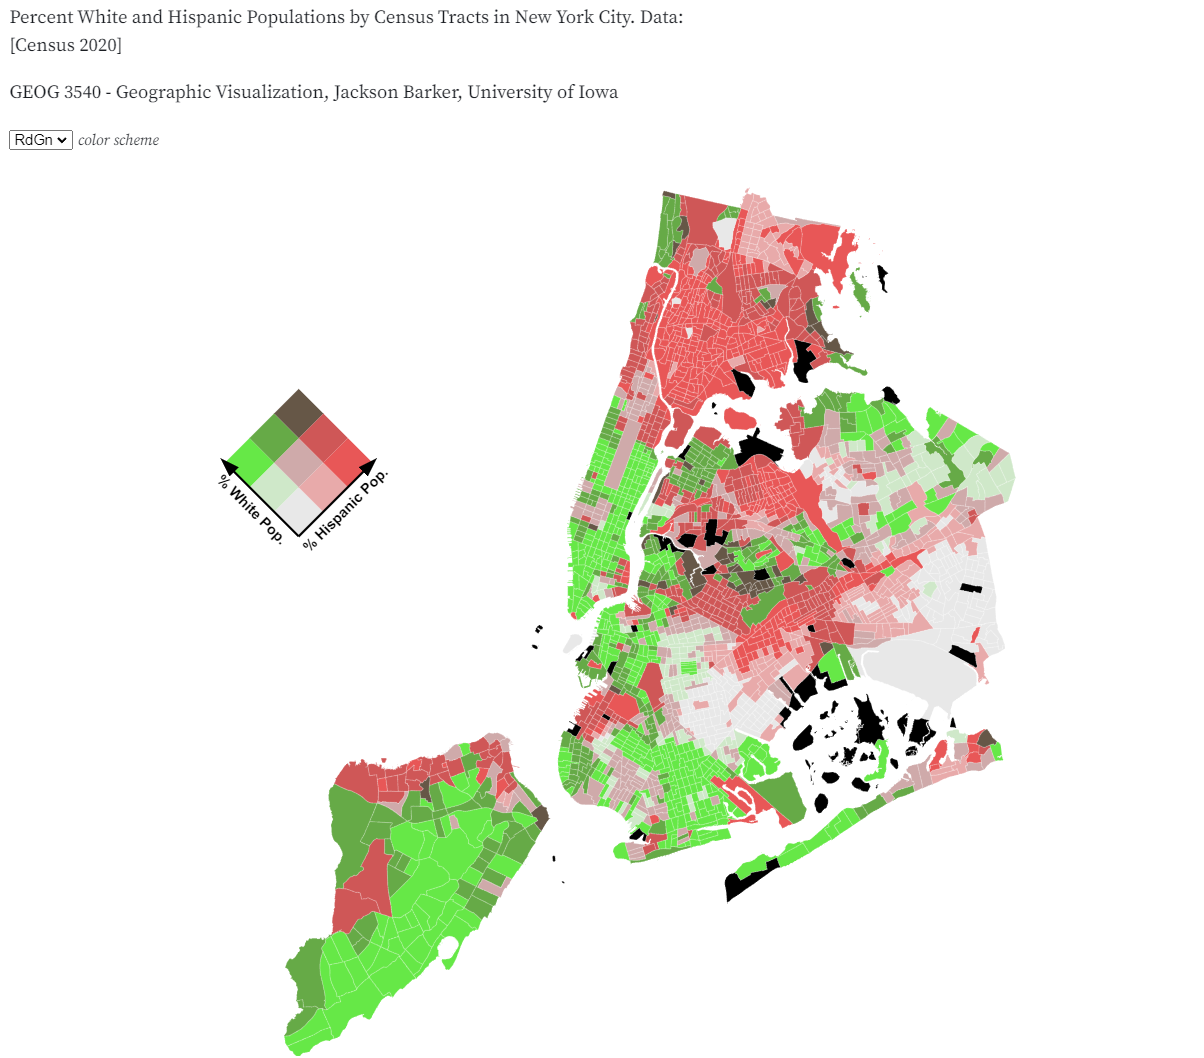 Percent White and Hispanic Populations by Census Tracts in New York City. Data:
[Census 2020]
GEOG 3540 - Geographic Visualization, Jackson Barker, University of Iowa
RdGn color scheme
% White Pop.
% Hispanic Pop.